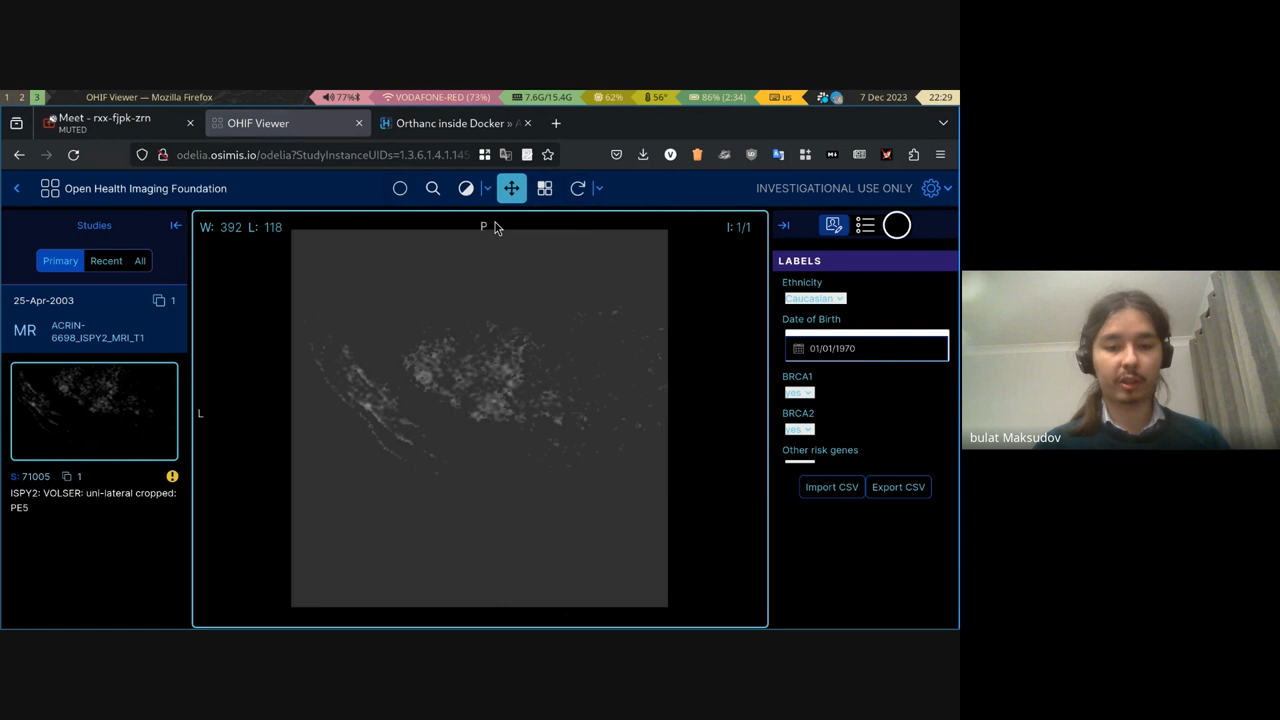 1 2 3 OHIF Viewer — Mozilla Firefox 77% VODAFONE-RED (73%) 7.6G/15.4G 62% 56° 86% (2:34) us 7 Dec 2023 22:29
Meet - rxx-fjpk-zrn
MUTED
OHIF Viewer
Orthanc inside Docker »
odelia.osimis.io/odelia?StudyInstanceUIDs=1.3.6.1.4.1.145
Open Health Imaging Foundation
INVESTIGATIONAL USE ONLY
Studies
W: 392 L: 118
P
I: 1/1
Primary Recent All
LABELS
Ethnicity
Caucasian
25-Apr-2003 1
MR
ACRIN-
6698_ISPY2_MRI_T1
Date of Birth
01/01/1970
BRCA1
yes
L
BRCA2
yes
Other risk genes
S: 71005 1
ISPY2: VOLSER: uni-lateral cropped:
PE5
Import CSV Export CSV
bulat Maksudov